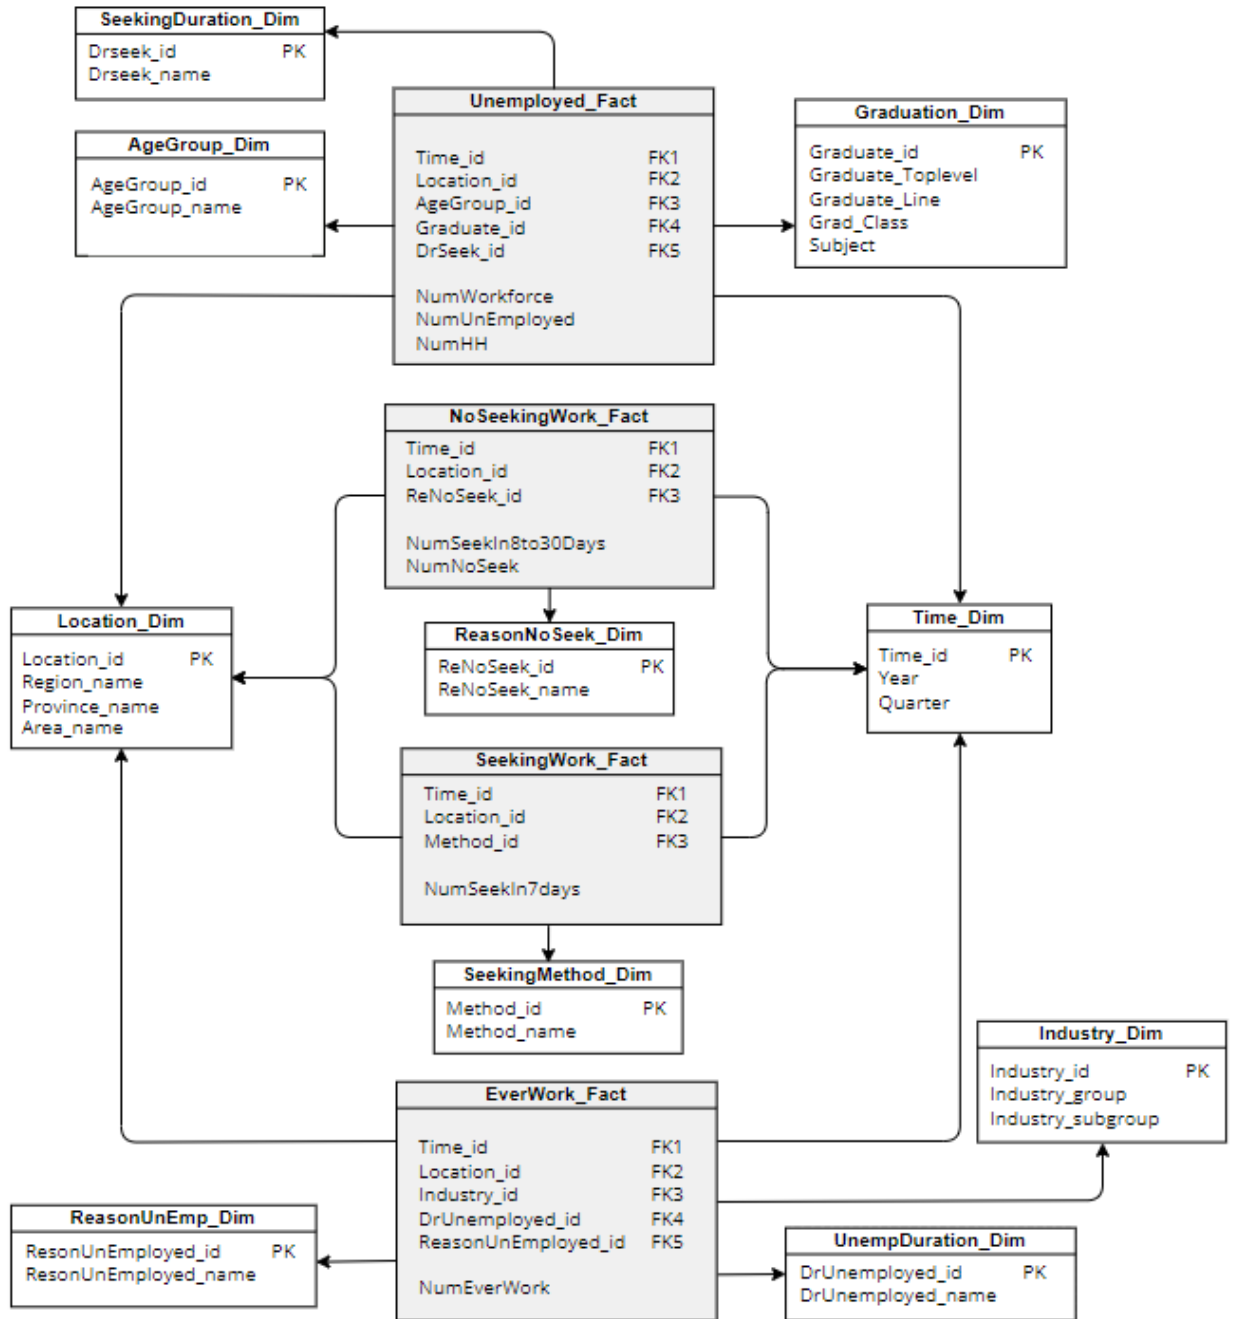 SeekingDuration_Dim
Drseek_id PK
Drseek_name
Unemployed_Fact
Time_id FK1
Location_id FK2
AgeGroup_id FK3
Graduate_id FK4
DrSeek_id FK5
NumWorkforce
NumUnEmployed
NumHH
Graduation_Dim
Graduate_id PK
Graduate_Toplevel
Graduate_Line
Grad_Class
Subject
AgeGroup_Dim
AgeGroup_id PK
AgeGroup_name
NoSeekingWork_Fact
Time_id FK1
Location_id FK2
ReNoSeek_id FK3
NumSeekIn8to30Days
NumNoSeek
Location_Dim
Location_id PK
Region_name
Province_name
Area_name
ReasonNoSeek_Dim
ReNoSeek_id PK
ReNoSeek_name
Time_Dim
Time_id PK
Year
Quarter
SeekingWork_Fact
Time_id FK1
Location_id FK2
Method_id FK3
NumSeekIn7days
SeekingMethod_Dim
Method_id PK
Method_name
Industry_Dim
Industry_id PK
Industry_group
Industry_subgroup
EverWork_Fact
Time_id FK1
Location_id FK2
Industry_id FK3
DrUnemployed_id FK4
ReasonUnEmployed_id FK5
NumEverWork
ReasonUnEmp_Dim
ResonUnEmployed_id PK
ResonUnEmployed_name
UnempDuration_Dim
DrUnemployed_id PK
DrUnemployed_name